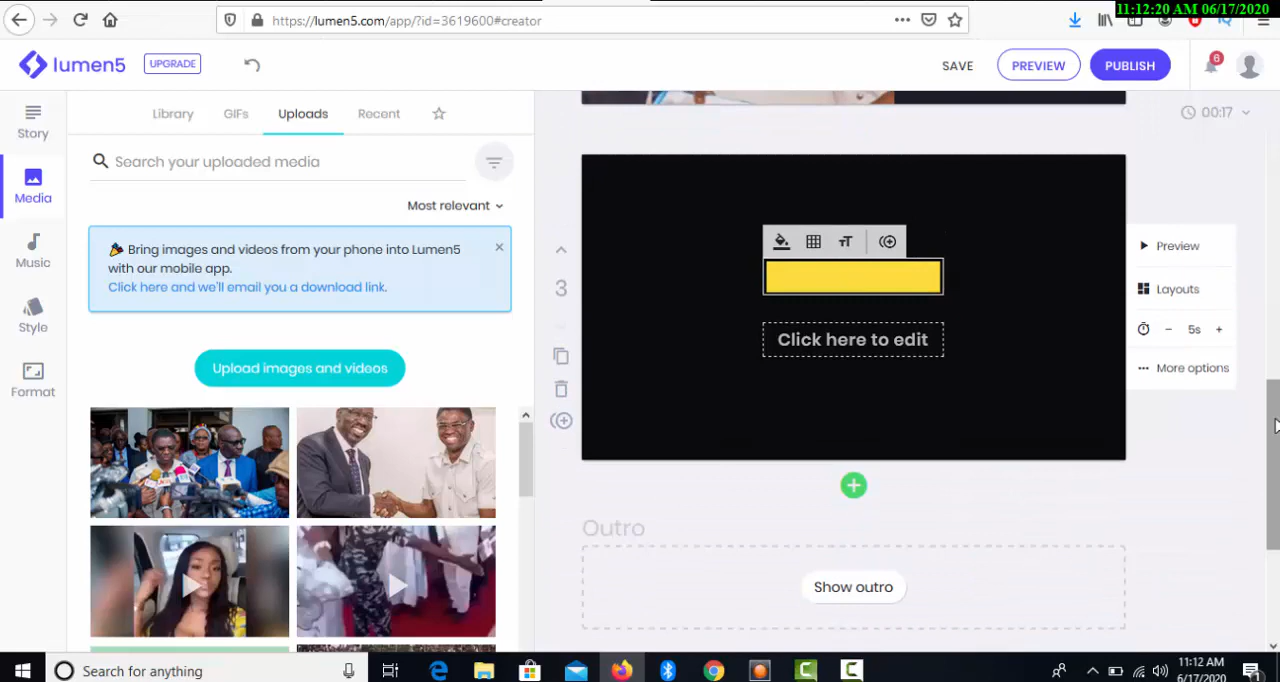 11:12:20 AM 06/17/2020
https://lumen5.com/app/?id=3619600#creator
lumen5
UPGRADE
SAVE
PREVIEW
PUBLISH
6
Story
Media
Music
Style
Format
Library
GIFs
Uploads
Recent
Search your uploaded media
Most relevant
Bring images and videos from your phone into Lumen5
with our mobile app.
Click here and we'll email you a download link.
Upload images and videos
00:17
3
Click here to edit
Preview
Layouts
5s
More options
Outro
Show outro
Search for anything
11:12 AM
6/17/2020
1